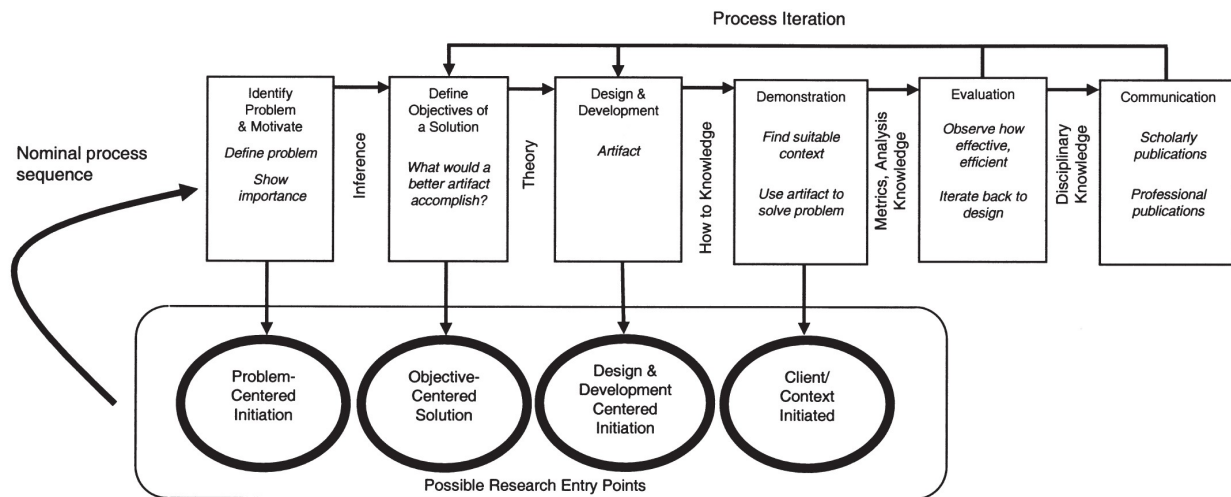 Process Iteration
Nominal process
sequence
Identify
Problem
& Motivate
Define problem
Show
importance
Inference
Define
Objectives of
a Solution
What would a
better artifact
accomplish?
Theory
Design &
Development
Artifact
How to Knowledge
Demonstration
Find suitable
context
Use artifact to
solve problem
Metrics, Analysis
Knowledge
Evaluation
Observe how
effective,
efficient
Iterate back to
design
Disciplinary
Knowledge
Communication
Scholarly
publications
Professional
publications
Problem-
Centered
Initiation
Objective-
Centered
Solution
Design &
Development
Centered
Initiation
Client/
Context
Initiated
Possible Research Entry Points